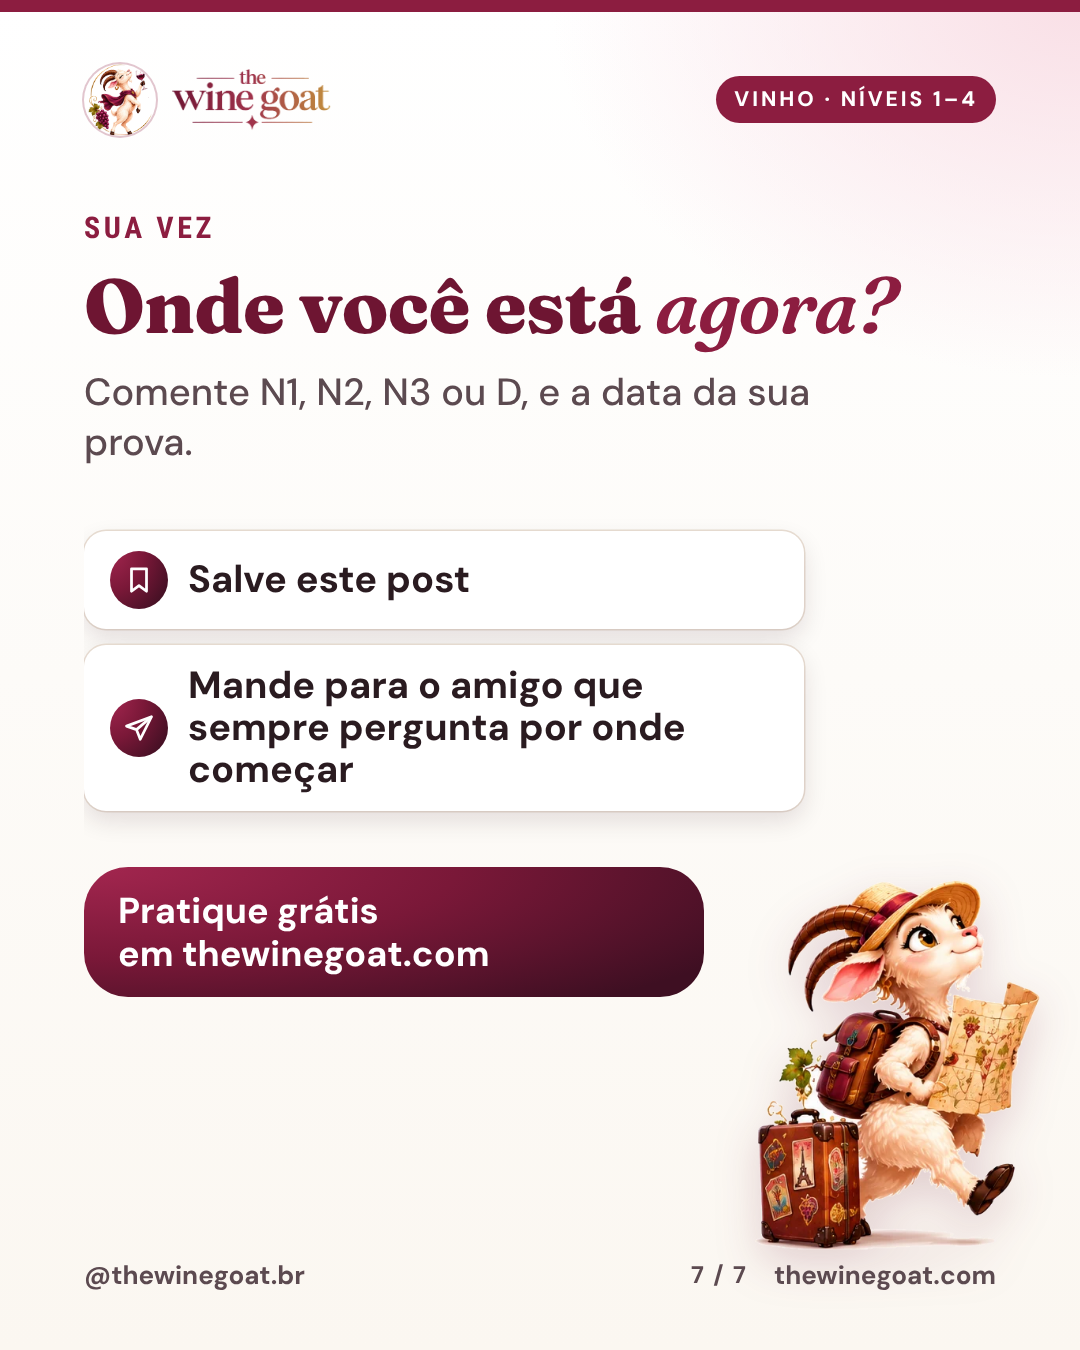 the
wine goat
VINHO · NÍVEIS 1–4
SUA VEZ
Onde você está agora?
Comente N1, N2, N3 ou D, e a data da sua
prova.
Salve este post
Mande para o amigo que
sempre pergunta por onde
começar
Pratique grátis
em thewinegoat.com
@thewinegoat.br
7 / 7
thewinegoat.com